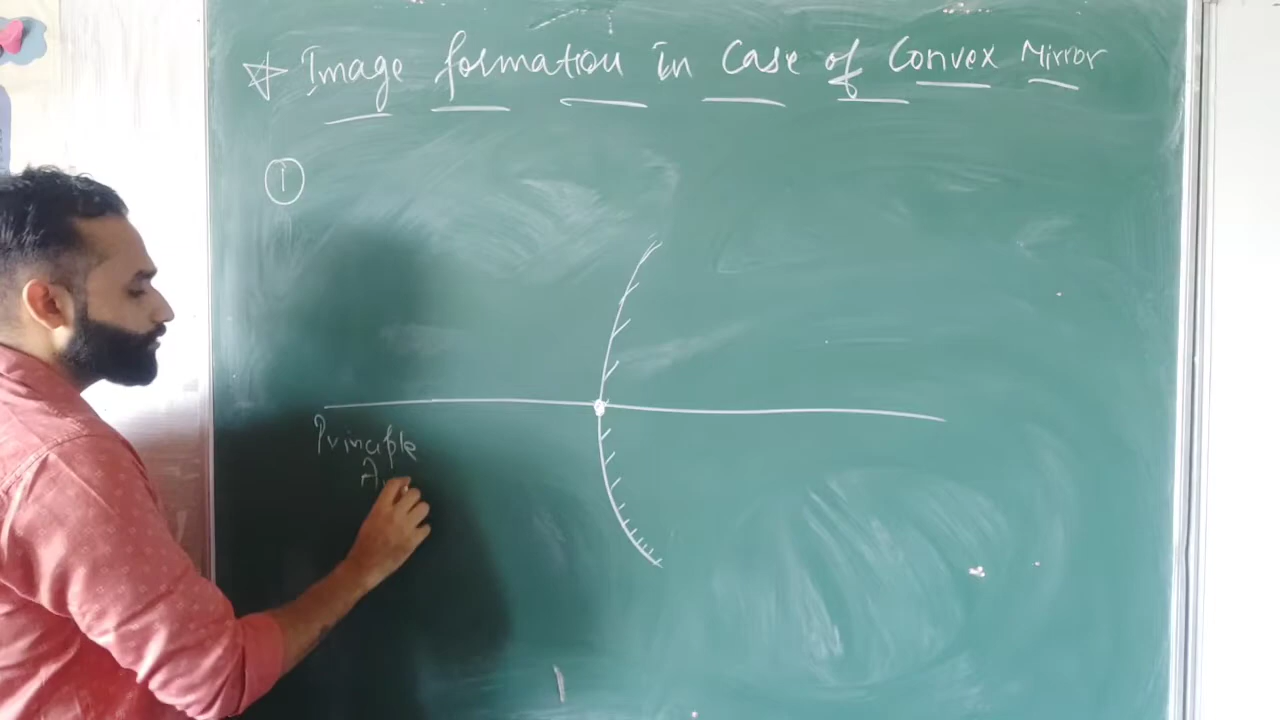 ☆ Image formation in Case of Convex Mirror
①
Principle